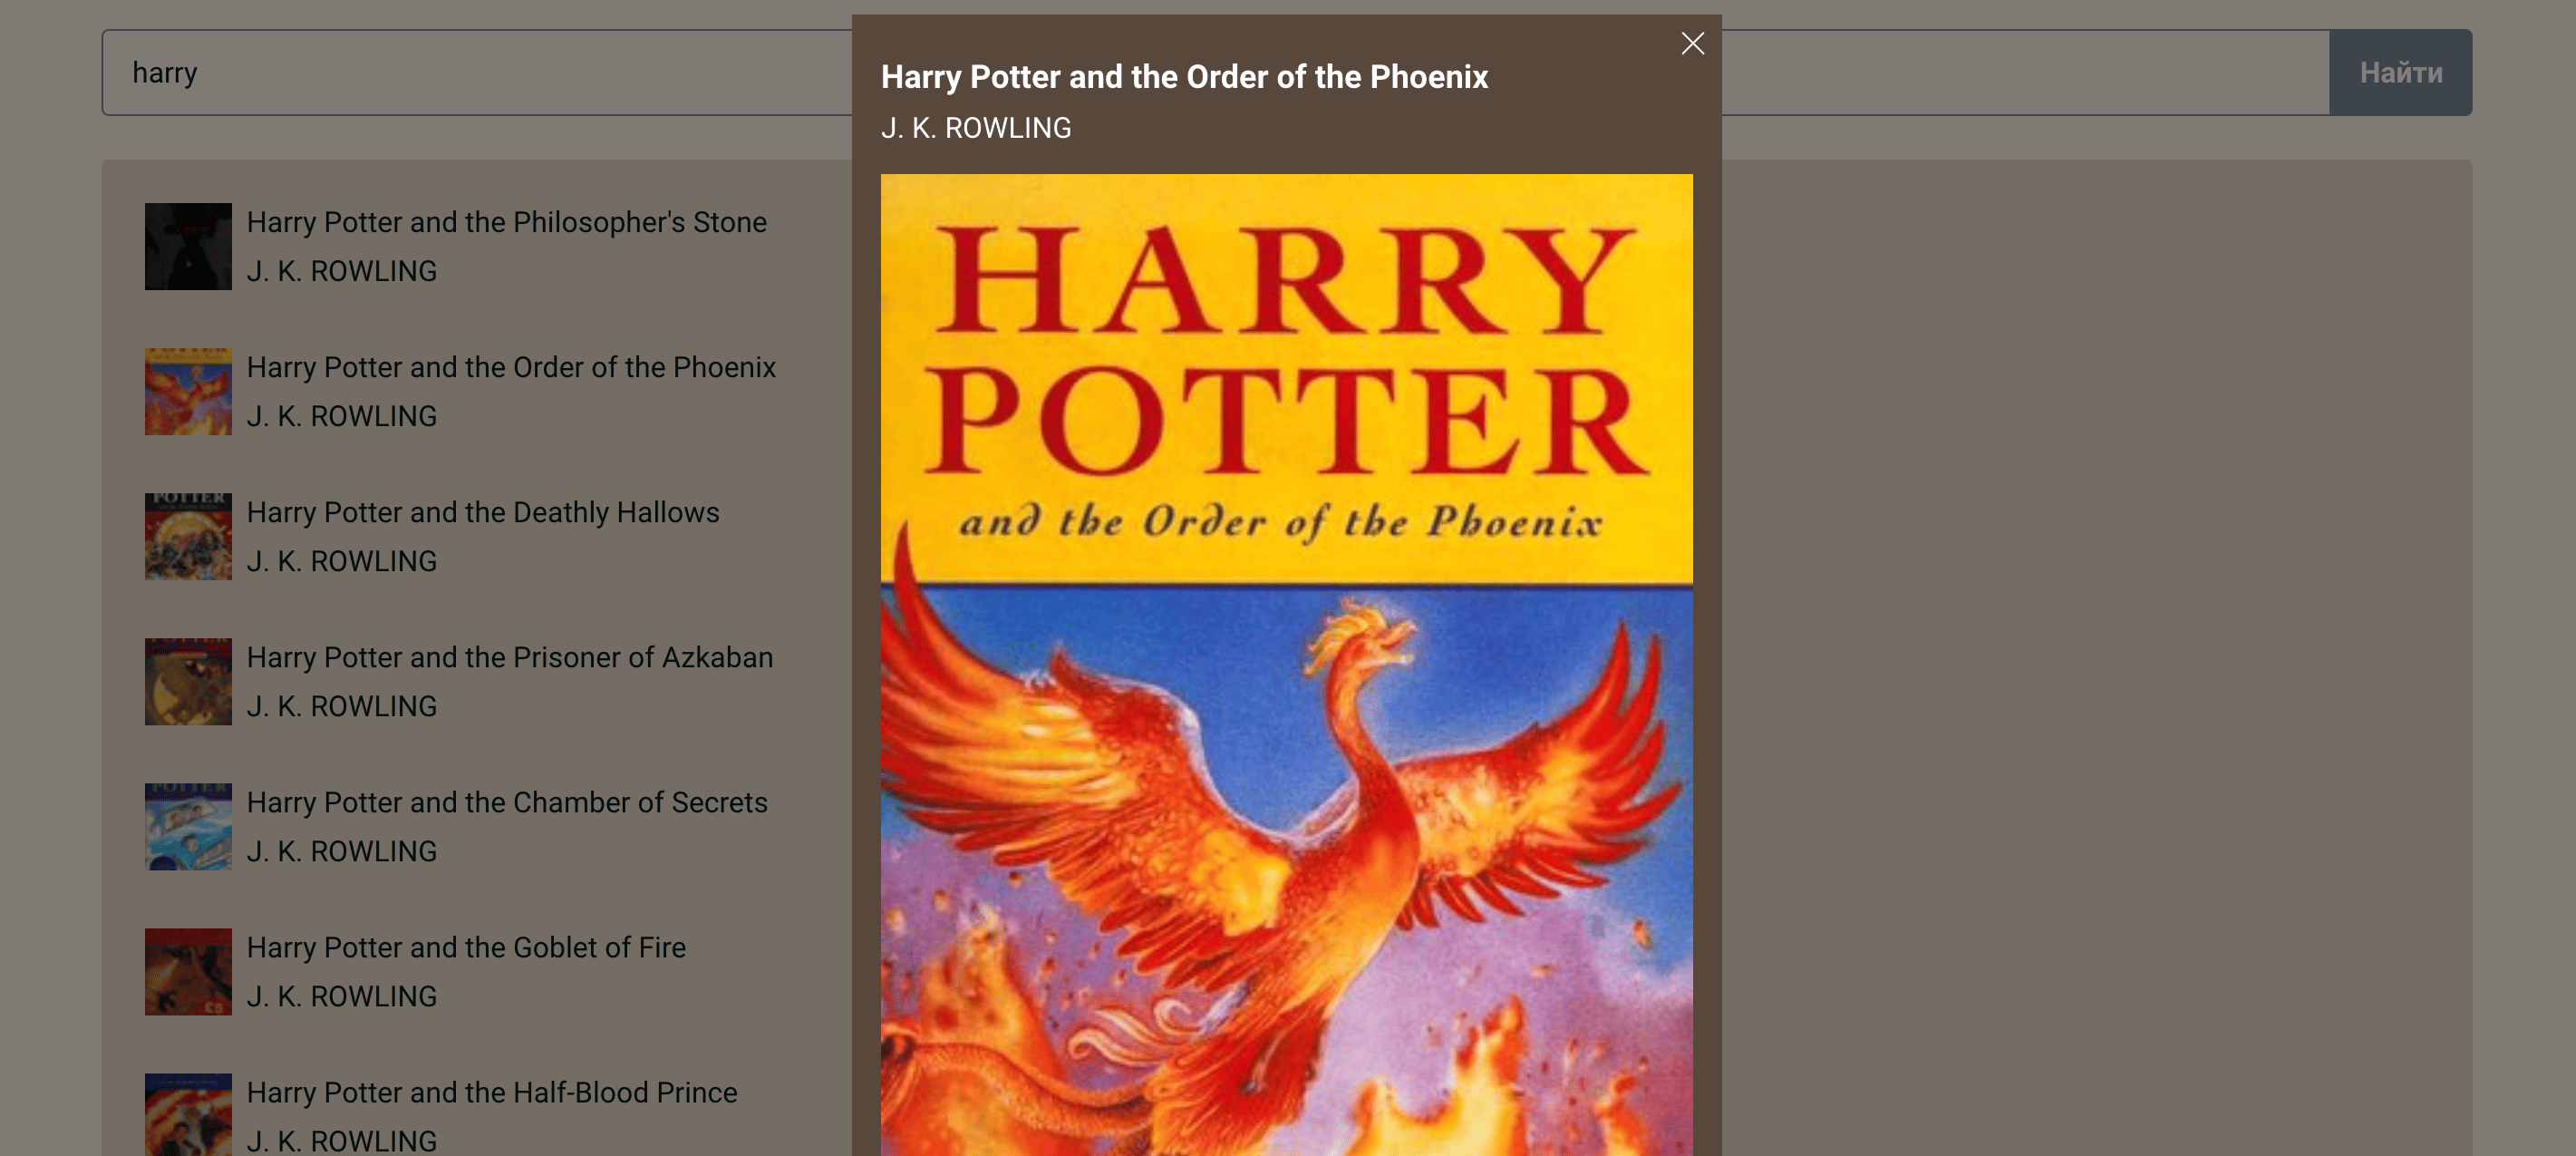 harry
Найти
Harry Potter and the Philosopher's Stone
J. K. ROWLING
Harry Potter and the Order of the Phoenix
J. K. ROWLING
POTTER
Harry Potter and the Deathly Hallows
J. K. ROWLING
Harry Potter and the Prisoner of Azkaban
J. K. ROWLING
POTTER
Harry Potter and the Chamber of Secrets
J. K. ROWLING
£5
Harry Potter and the Goblet of Fire
J. K. ROWLING
Harry Potter and the Half-Blood Prince
J. K. ROWLING
Harry Potter and the Order of the Phoenix
J. K. ROWLING
HARRY
POTTER
and the Order of the Phoenix